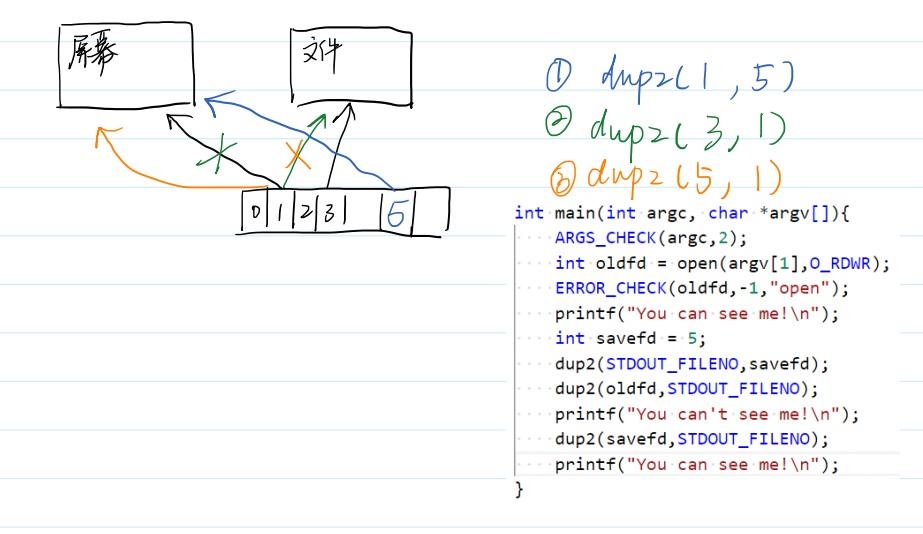 屏幕
文件
① dup2(1, 5)
② dup2(3, 1)
③ dup2(5, 1)
0 1 2 3 5
int main(int argc, char *argv[]){
    ARGS_CHECK(argc,2);
    int oldfd = open(argv[1],O_RDWR);
    ERROR_CHECK(oldfd,-1,"open");
    printf("You can see me!\n");
    int savefd = 5;
    dup2(STDOUT_FILENO,savefd);
    dup2(oldfd,STDOUT_FILENO);
    printf("You can't see me!\n");
    dup2(savefd,STDOUT_FILENO);
    printf("You can see me!\n");
}